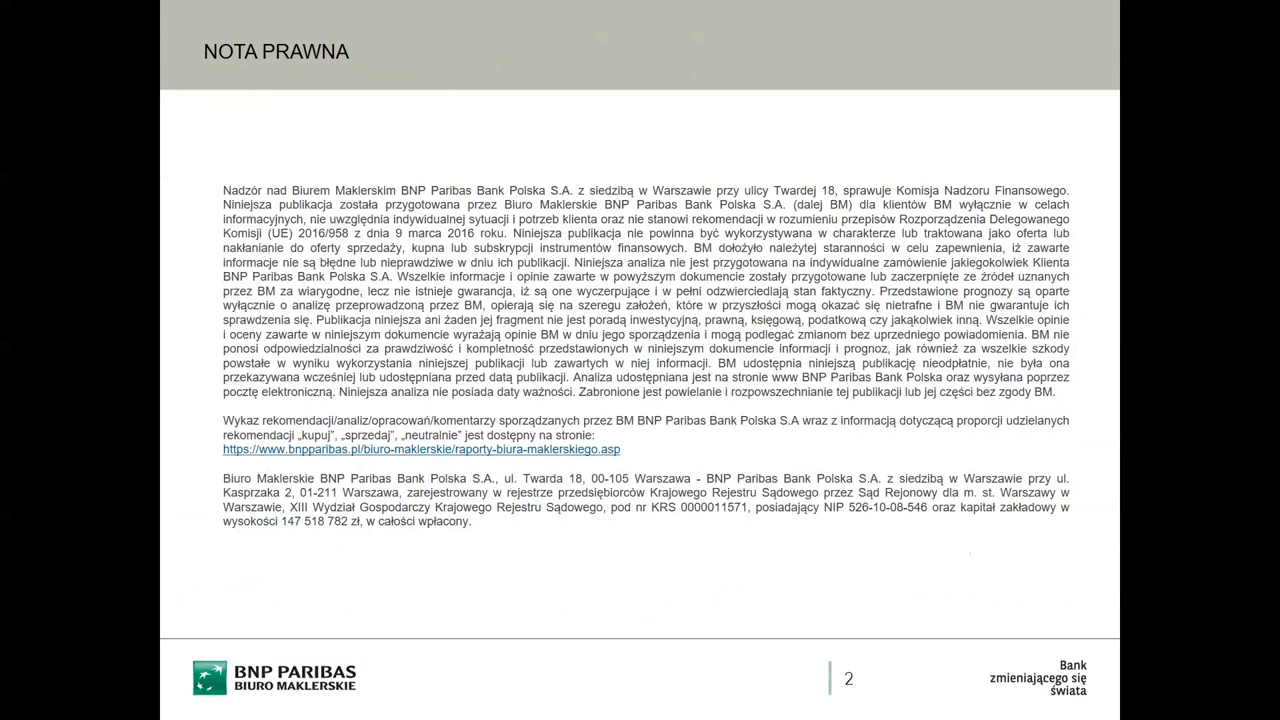 NOTA PRAWNA
Nadzór nad Biurem Maklerskim BNP Paribas Bank Polska S.A. z siedzibą w Warszawie przy ulicy Twardej 18, sprawuje Komisja Nadzoru Finansowego.
Niniejsza publikacja została przygotowana przez Biuro Maklerskie BNP Paribas Bank Polska S.A. (dalej BM) dla klientów BM wyłącznie w celach
informacyjnych, nie uwzględnia indywidualnej sytuacji i potrzeb klienta oraz nie stanowi rekomendacji w rozumieniu przepisów Rozporządzenia Delegowanego
Komisji (UE) 2016/958 z dnia 9 marca 2016 roku. Niniejsza publikacja nie powinna być wykorzystywana w charakterze lub traktowana jako oferta lub
nakłanianie do oferty sprzedaży, kupna lub subskrypcji instrumentów finansowych. BM dołożyło należytej staranności w celu zapewnienia, iż zawarte
informacje nie są błędne lub nieprawdziwe w dniu ich publikacji. Niniejsza analiza nie jest przygotowana na indywidualne zamówienie jakiegokolwiek Klienta
BNP Paribas Bank Polska S.A. Wszelkie informacje i opinie zawarte w powyższym dokumencie zostały przygotowane lub zaczerpnięte ze źródeł uznanych
przez BM za wiarygodne, lecz nie istnieje gwarancja, iż są one wyczerpujące i w pełni odzwierciedlają stan faktyczny. Przedstawione prognozy są oparte
wyłącznie o analizę przeprowadzoną przez BM, opierają się na szeregu założeń, które w przyszłości mogą okazać się nietrafne i BM nie gwarantuje ich
sprawdzenia się. Publikacja niniejsza ani żaden jej fragment nie jest poradą inwestycyjną, prawną, księgową, podatkową czy jakąkolwiek inną. Wszelkie opinie
i oceny zawarte w niniejszym dokumencie wyrażają opinie BM w dniu jego sporządzenia i mogą podlegać zmianom bez uprzedniego powiadomienia. BM nie
ponosi odpowiedzialności za prawdziwość i kompletność przedstawionych w niniejszym dokumencie informacji i prognoz, jak również za wszelkie szkody
powstałe w wyniku wykorzystania niniejszej publikacji lub zawartych w niej informacji. BM udostępnia niniejszą publikację nieodpłatnie, nie była ona
przekazywana wcześniej lub udostępniana przed datą publikacji. Analiza udostępniana jest na stronie www BNP Paribas Bank Polska oraz wysyłana poprzez
pocztę elektroniczną. Niniejsza analiza nie posiada daty ważności. Zabronione jest powielanie i rozpowszechnianie tej publikacji lub jej części bez zgody BM.
Wykaz rekomendacji/analiz/opracowań/komentarzy sporządzanych przez BM BNP Paribas Bank Polska S.A wraz z informacją dotyczącą proporcji udzielanych
rekomendacji „kupuj”, „sprzedaj”, „neutralnie” jest dostępny na stronie:
https://www.bnpparibas.pl/biuro-maklerskie/raporty-biura-maklerskiego.asp
Biuro Maklerskie BNP Paribas Bank Polska S.A., ul. Twarda 18, 00-105 Warszawa - BNP Paribas Bank Polska S.A. z siedzibą w Warszawie przy ul.
Kasprzaka 2, 01-211 Warszawa, zarejestrowany w rejestrze przedsiębiorców Krajowego Rejestru Sądowego przez Sąd Rejonowy dla m. st. Warszawy w
Warszawie, XIII Wydział Gospodarczy Krajowego Rejestru Sądowego, pod nr KRS 0000011571, posiadający NIP 526-10-08-546 oraz kapitał zakładowy w
wysokości 147 518 782 zł, w całości wpłacony.
BNP PARIBAS
BIURO MAKLERSKIE
2
Bank
zmieniającego się
świata